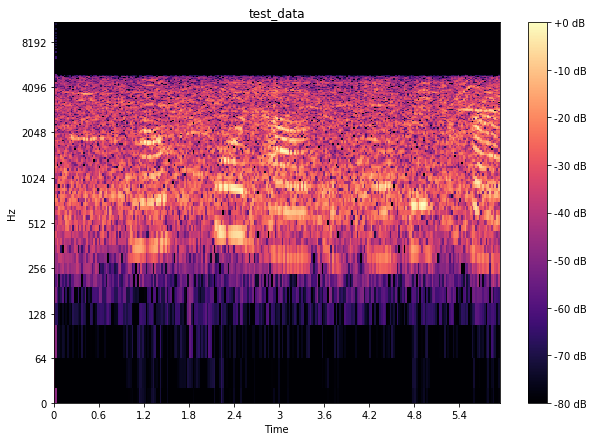 test_data
8192
4096
2048
1024
512
256
128
64
0
Hz
0 0.6 1.2 1.8 2.4 3 3.6 4.2 4.8 5.4
Time
+0 dB
-10 dB
-20 dB
-30 dB
-40 dB
-50 dB
-60 dB
-70 dB
-80 dB